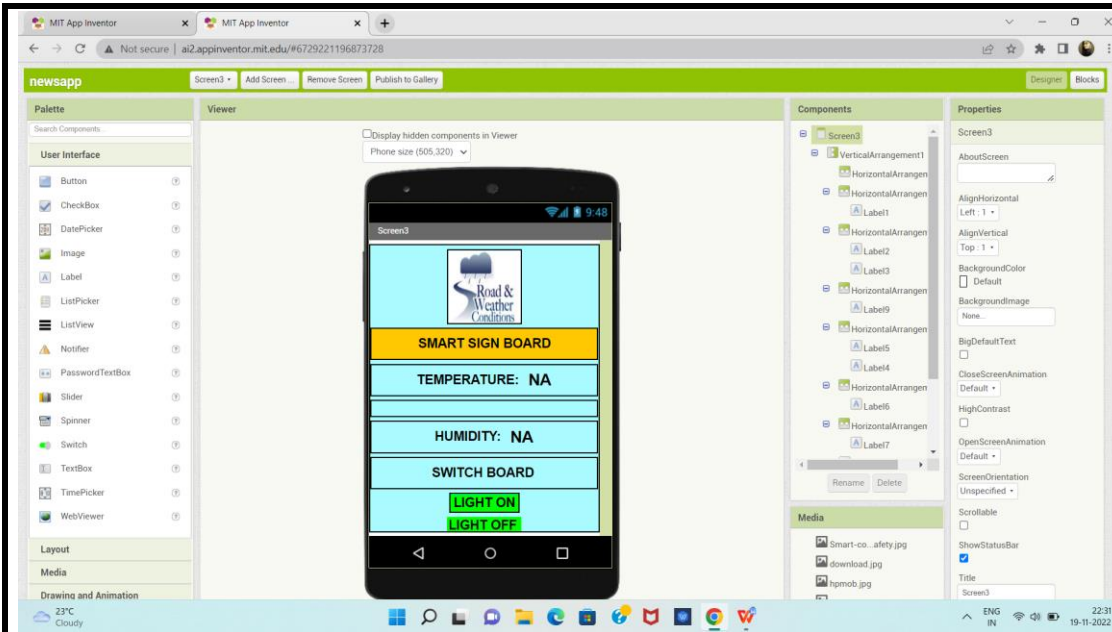 MIT App Inventor
MIT App Inventor
Not secure | ai2.appinventor.mit.edu/#6729221196873728
newsapp
Screen3
Add Screen ...
Remove Screen
Publish to Gallery
Designer
Blocks
Palette
Search Components...
User Interface
Button
CheckBox
DatePicker
Image
Label
ListPicker
ListView
Notifier
PasswordTextBox
Slider
Spinner
Switch
TextBox
TimePicker
WebViewer
Layout
Media
Drawing and Animation
Viewer
Display hidden components in Viewer
Phone size (505,320)
9:48
Screen3
Road &
Weather
Conditions
SMART SIGN BOARD
TEMPERATURE: NA
HUMIDITY: NA
SWITCH BOARD
LIGHT ON
LIGHT OFF
Components
Screen3
VerticalArrangement1
HorizontalArrangen
HorizontalArrangen
Label1
HorizontalArrangen
Label2
Label3
HorizontalArrangen
Label9
HorizontalArrangen
Label5
Label4
HorizontalArrangen
Label6
HorizontalArrangen
Label7
Rename
Delete
Media
Smart-co...afety.jpg
download.jpg
hpmob.jpg
Properties
Screen3
AboutScreen
AlignHorizontal
Left : 1
AlignVertical
Top : 1
BackgroundColor
Default
BackgroundImage
None...
BigDefaultText
CloseScreenAnimation
Default
HighContrast
OpenScreenAnimation
Default
ScreenOrientation
Unspecified
Scrollable
ShowStatusBar
Title
Screen3
23°C
Cloudy
ENG
IN
22:31
19-11-2022